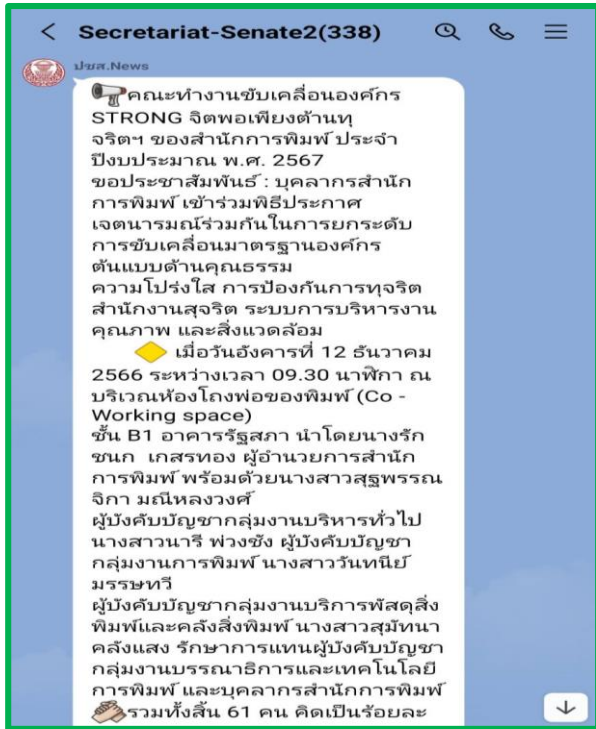 Secretariat-Senate2(338)
ปชส.News
คณะทำงานขับเคลื่อนองค์กร
STRONG จิตพอเพียงต้านทุ
จริตฯ ของสำนักการพิมพ์ ประจำ
ปีงบประมาณ พ.ศ. 2567
ขอประชาสัมพันธ์ : บุคลากรสำนัก
การพิมพ์ เข้าร่วมพิธีประกาศ
เจตนารมณ์ร่วมกันในการยกระดับ
การขับเคลื่อนมาตรฐานองค์กร
ต้นแบบด้านคุณธรรม
ความโปร่งใส การป้องกันการทุจริต
สำนักงานสุจริต ระบบการบริหารงาน
คุณภาพ และสิ่งแวดล้อม
เมื่อวันอังคารที่ 12 ธันวาคม
2566 ระหว่างเวลา 09.30 นาฬิกา ณ
บริเวณห้องโถงพ่อของพิมพ์ (Co -
Working space)
ชั้น B1 อาคารรัฐสภา นำโดยนางรัก
ชนก เกสรทอง ผู้อำนวยการสำนัก
การพิมพ์ พร้อมด้วยนางสาวสุฐพรรณ
จิกา มณีหลวงวงศ์
ผู้บังคับบัญชากลุ่มงานบริหารทั่วไป
นางสาวนารี พ่วงชัง ผู้บังคับบัญชา
กลุ่มงานการพิมพ์ นางสาววันทนีย์
มรรษทวี
ผู้บังคับบัญชากลุ่มงานบริการพัสดุสิ่ง
พิมพ์และคลังสิ่งพิมพ์ นางสาวสุมัทนา
คลังแสง รักษาการแทนผู้บังคับบัญชา
กลุ่มงานบรรณาธิการและเทคโนโลยี
การพิมพ์ และบุคลากรสำนักการพิมพ์
รวมทั้งสิ้น 61 คน คิดเป็นร้อยละ